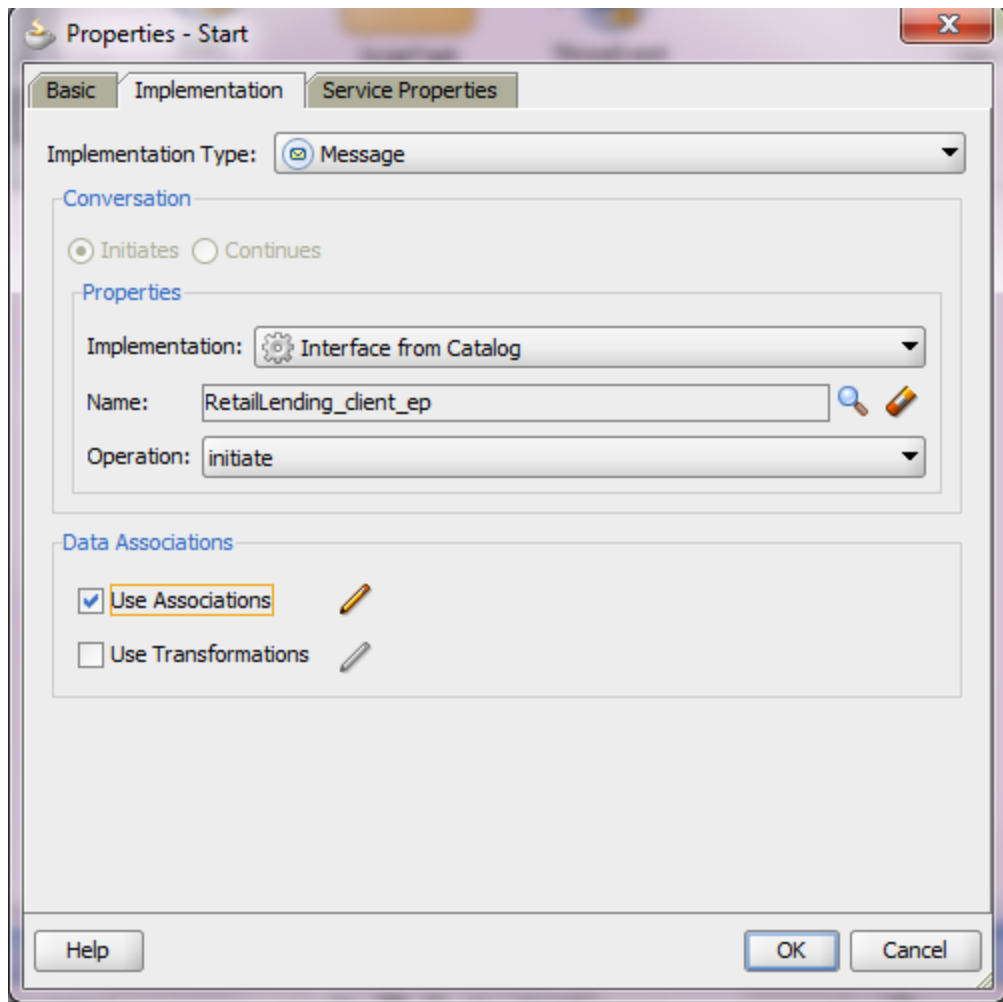 Properties - Start
Basic Implementation Service Properties
Implementation Type: Message
Conversation
Initiates Continues
Properties
Implementation: Interface from Catalog
Name: RetailLending_client_ep
Operation: initiate
Data Associations
Use Associations
Use Transformations
Help OK Cancel